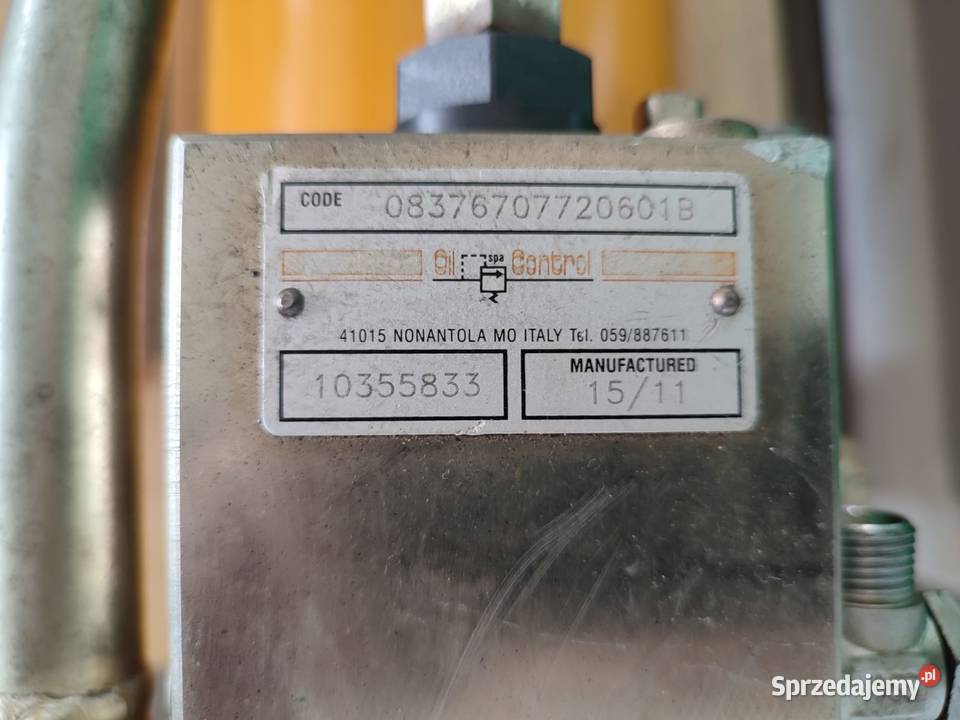 CODE 08376707720601B
Oil spa Control
41015 NONANTOLA MO ITALY Tel. 059/887611
10355833
MANUFACTURED
15/11
Sprzedajemy.pl